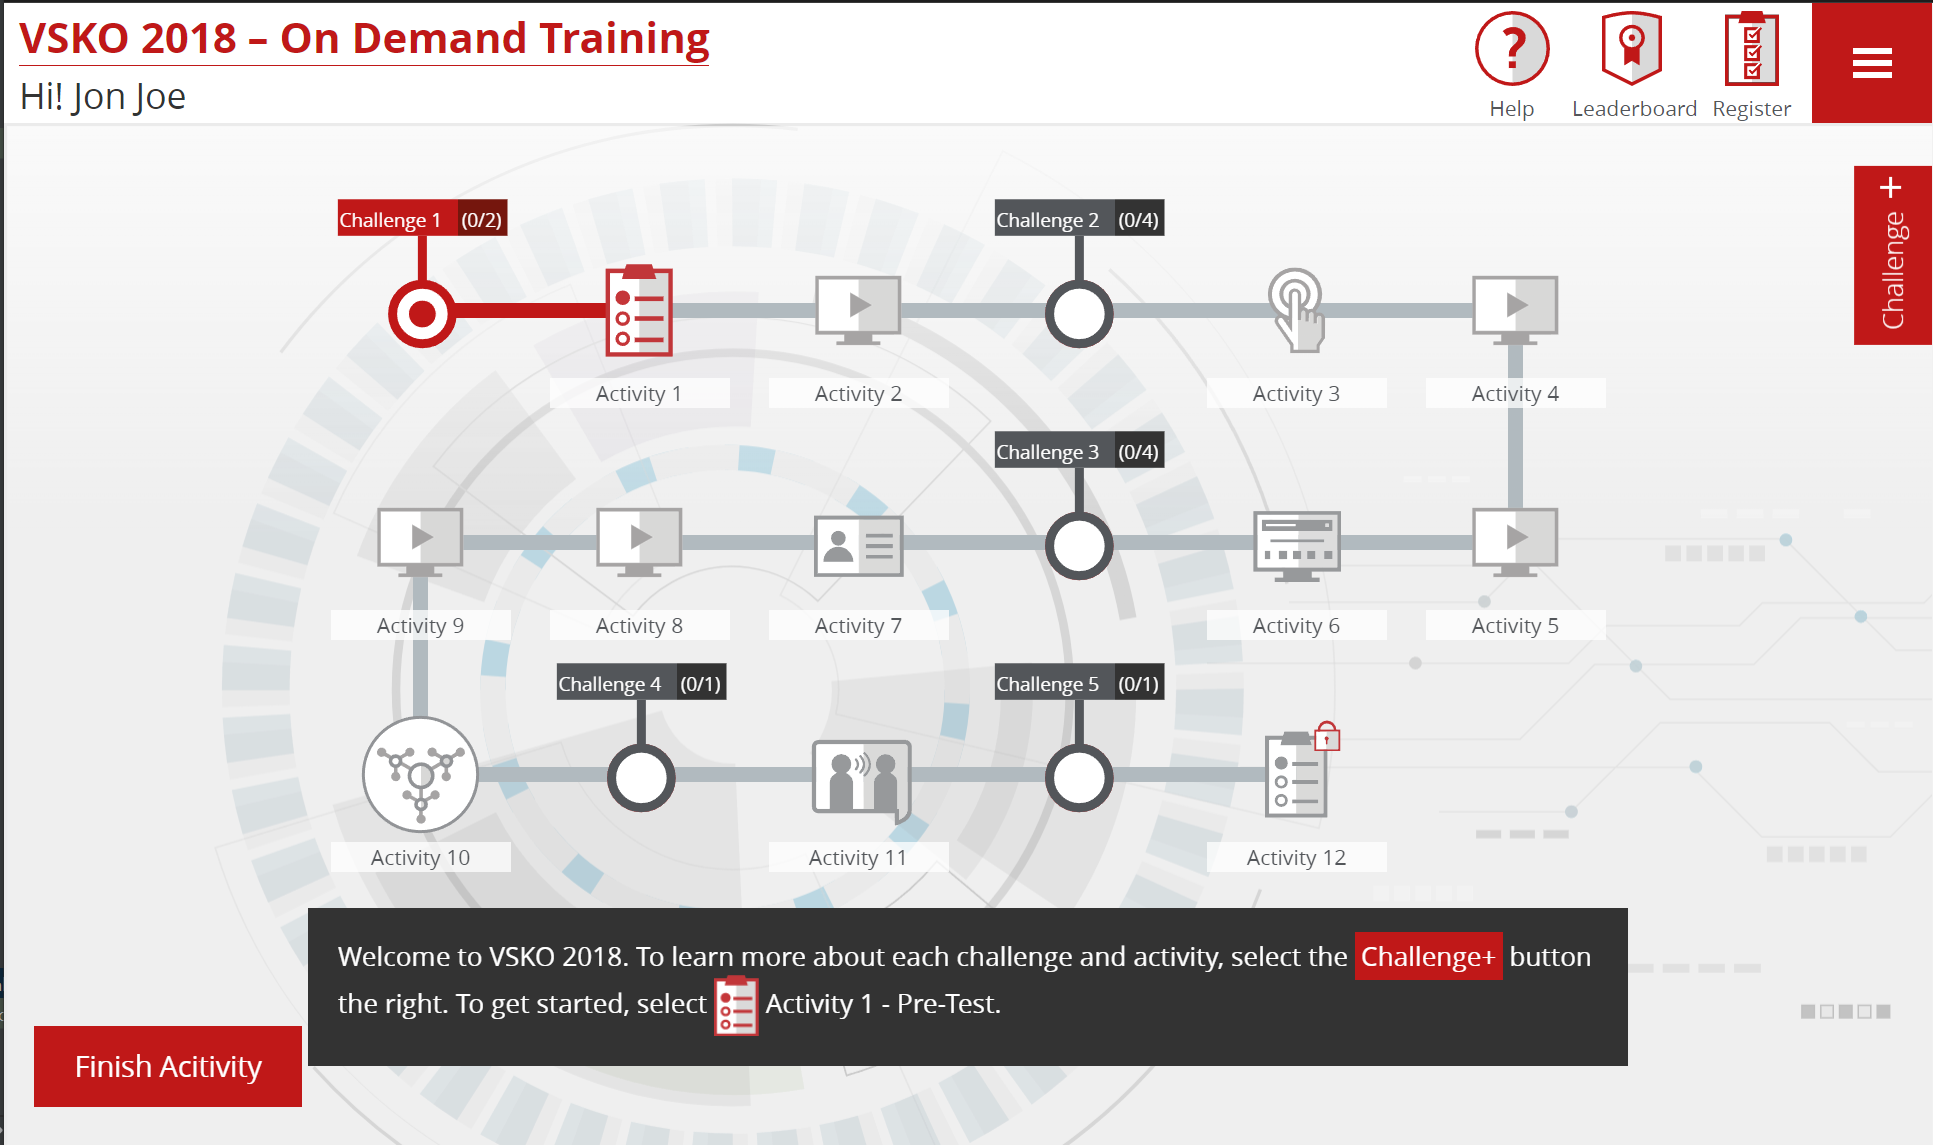 VSKO 2018 – On Demand Training
Hi! Jon Joe
Help
Leaderboard
Register
Challenge +
Challenge 1 (0/2)
Challenge 2 (0/4)
Activity 1
Activity 2
Activity 3
Activity 4
Challenge 3 (0/4)
Activity 9
Activity 8
Activity 7
Activity 6
Activity 5
Challenge 4 (0/1)
Challenge 5 (0/1)
Activity 10
Activity 11
Activity 12
Welcome to VSKO 2018. To learn more about each challenge and activity, select the Challenge+ button
the right. To get started, select Activity 1 - Pre-Test.
Finish Acitivity